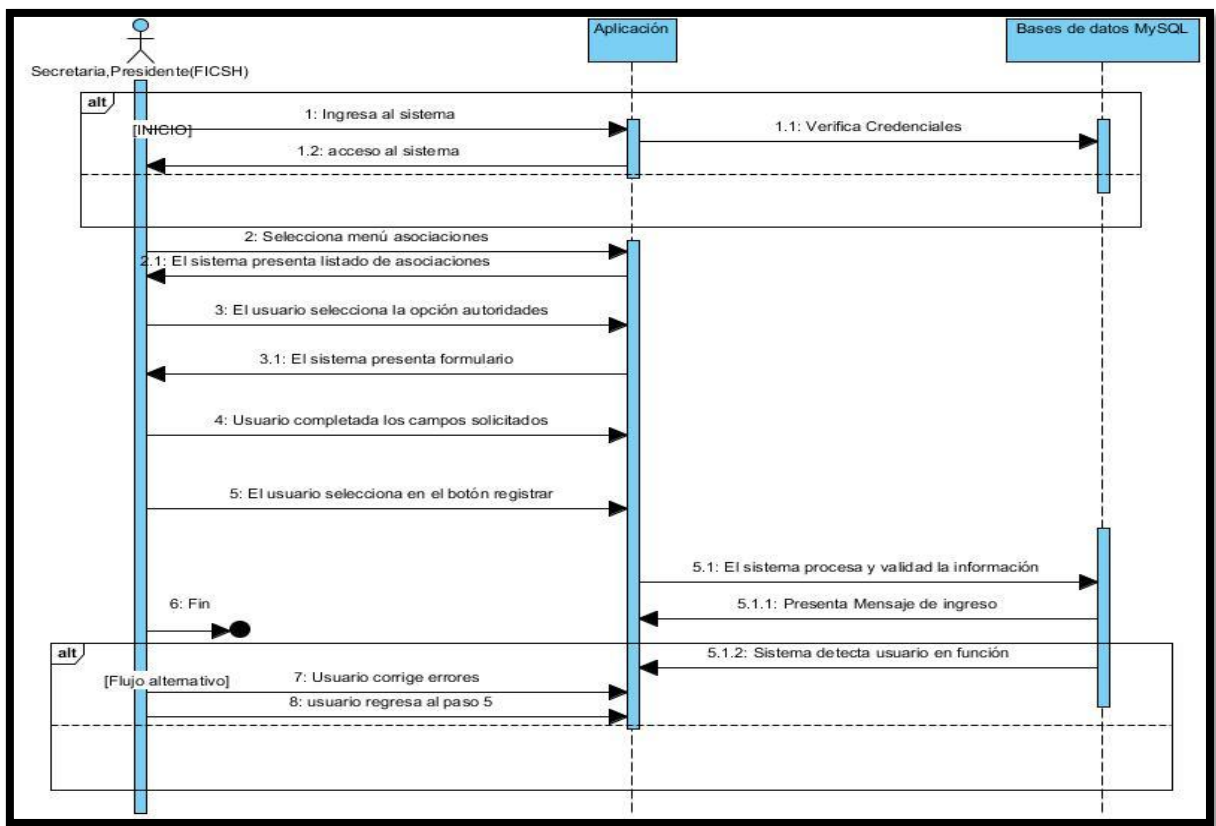 Aplicación
Bases de datos MySQL
Secretaria,Presidente(FICSH)
alt
1: Ingresa al sistema
[INICIO]
1.1: Verifica Credenciales
1.2: acceso al sistema
2: Selecciona menú asociaciones
2.1: El sistema presenta listado de asociaciones
3: El usuario selecciona la opción autoridades
3.1: El sistema presenta formulario
4: Usuario completada los campos solicitados
5: El usuario selecciona en el botón registrar
5.1: El sistema procesa y validad la información
6: Fin
5.1.1: Presenta Mensaje de ingreso
alt
5.1.2: Sistema detecta usuario en función
[Flujo alternativo]
7: Usuario corrige errores
8: usuario regresa al paso 5